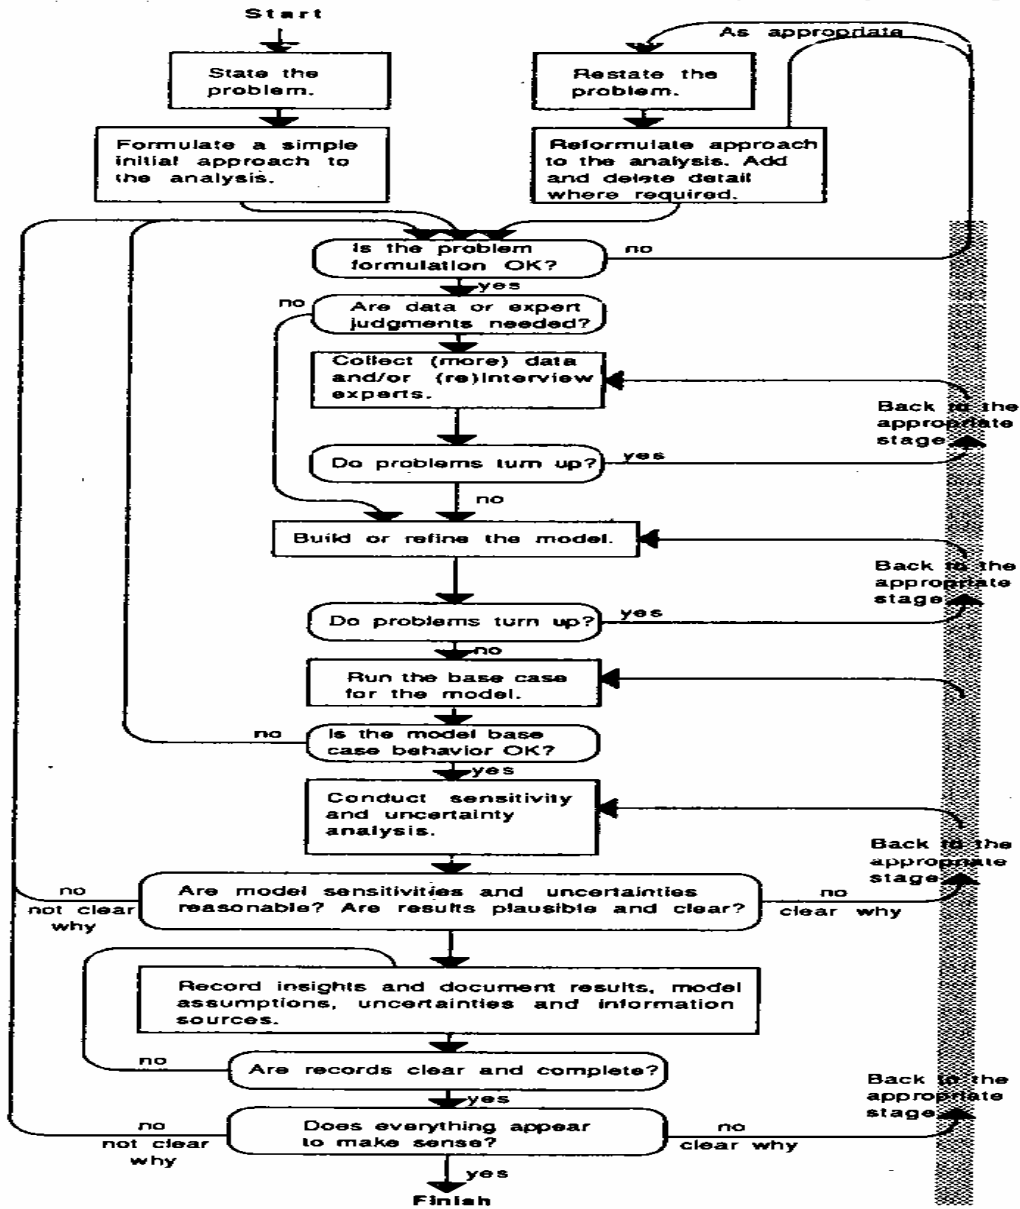 Start
State the
problem.
Formulate a simple
initial approach to
the analysis.
As appropriate
Restate the
problem.
Reformulate approach
to the analysis. Add
and delete detail
where required.
Is the problem
formulation OK?
no
yes
no
Are data or expert
judgments needed?
Collect (more) data
and/or (re)interview
experts.
Back to the
appropriate
stage
Do problems turn up?
yes
no
Build or refine the model.
Back to the
appropriate
stage
Do problems turn up?
yes
no
Run the base case
for the model.
no
Is the model base
case behavior OK?
yes
Conduct sensitivity
and uncertainty
analysis.
Back to the
appropriate
stage
no
not clear
why
Are model sensitivities and uncertainties
reasonable? Are results plausible and clear?
no
clear why
Record insights and document results, model
assumptions, uncertainties and information
sources.
no
Are records clear and complete?
yes
Back to the
appropriate
stage
no
not clear
why
Does everything appear
to make sense?
no
clear why
yes
Finish